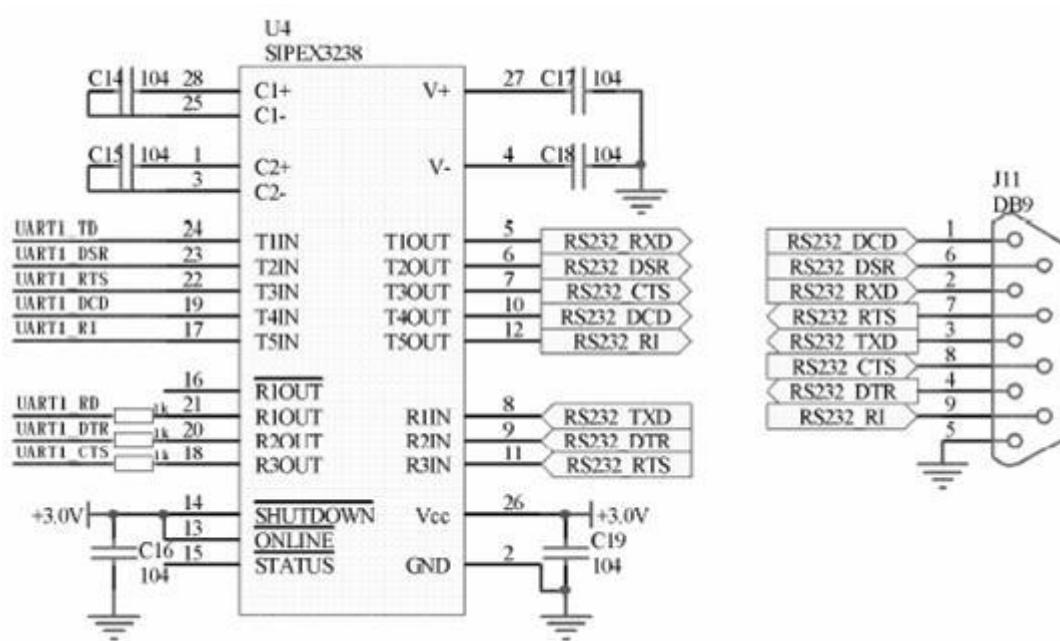 U4
SIPEX3238
C14 104 28 C1+ V+ 27 C17 104
25 C1-
C15 104 1 C2+ V- 4 C18 104
3 C2-
J11
DB9
UART1_TD 24 T1IN T1OUT 5 RS232_RXD RS232_DCD 1
UART1_DSR 23 T2IN T2OUT 6 RS232_DSR RS232_DSR 6
UART1_RTS 22 T3IN T3OUT 7 RS232_CTS RS232_RXD 2
UART1_DCD 19 T4IN T4OUT 10 RS232_DCD RS232_RTS 7
UART1_RI 17 T5IN T5OUT 12 RS232_RI RS232_TXD 3
RS232_CTS 8
16 R1OUT RS232_DTR 4
UART1_RD 1k 21 R1OUT R1IN 8 RS232_TXD RS232_RI 9
UART1_DTR 1k 20 R2OUT R2IN 9 RS232_DTR 5
UART1_CTS 1k 18 R3OUT R3IN 11 RS232_RTS
+3.0V 14 SHUTDOWN Vcc 26 +3.0V
13 ONLINE
C16 104 15 STATUS GND 2 C19 104